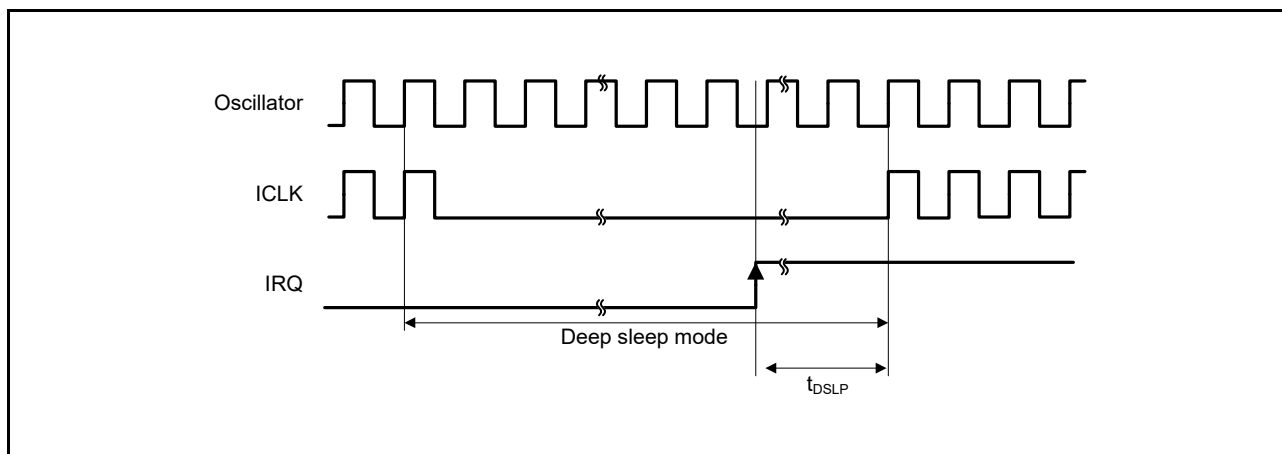 Oscillator
ICLK
IRQ
Deep sleep mode
tDSLP